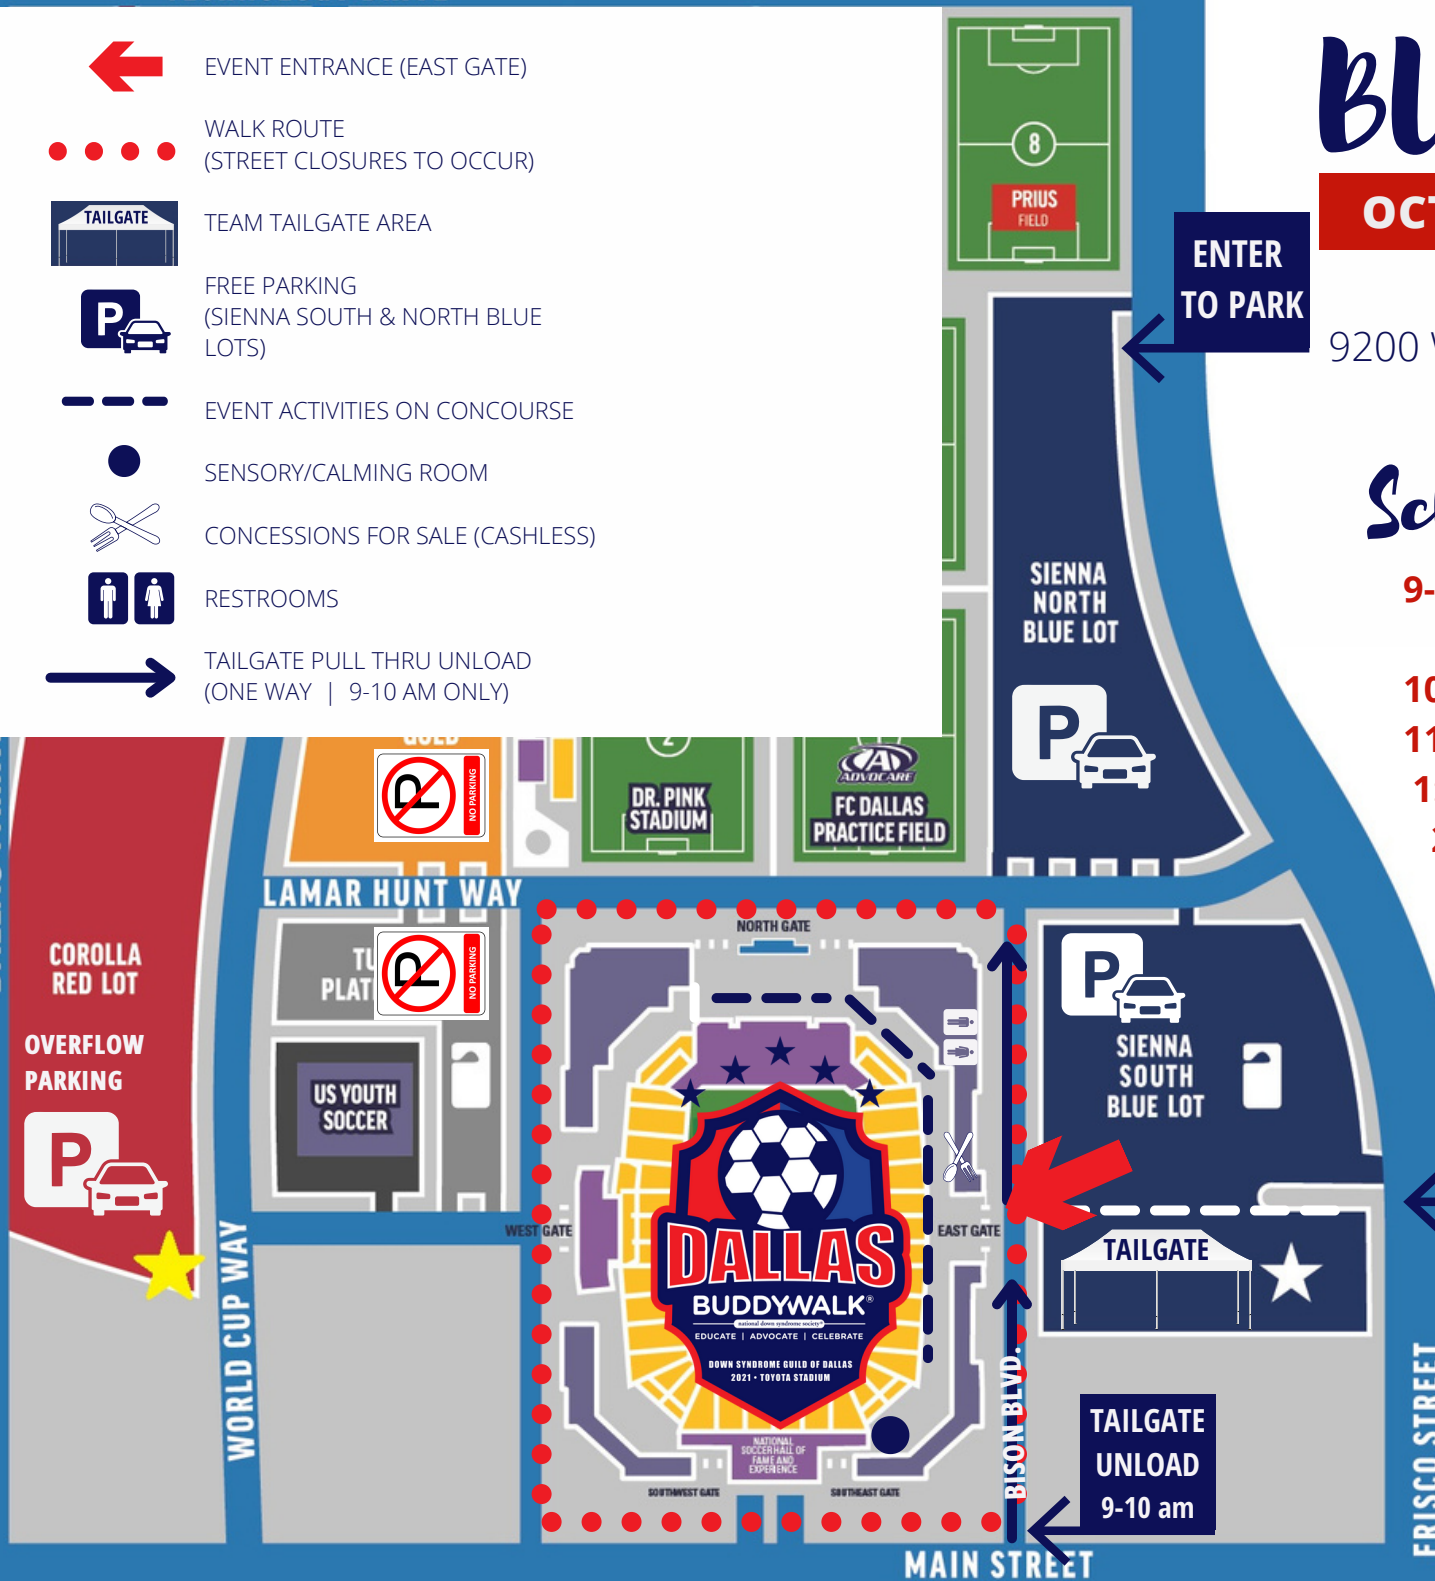 EVENT ENTRANCE (EAST GATE)
WALK ROUTE
(STREET CLOSURES TO OCCUR)
TAILGATE
TEAM TAILGATE AREA
P
FREE PARKING
(SIENNA SOUTH & NORTH BLUE
LOTS)
EVENT ACTIVITIES ON CONCOURSE
SENSORY/CALMING ROOM
CONCESSIONS FOR SALE (CASHLESS)
RESTROOMS
TAILGATE PULL THRU UNLOAD
(ONE WAY | 9-10 AM ONLY)
8
PRIUS
FIELD
ENTER
TO PARK
9200
SIENNA
NORTH
BLUE LOT
P
GOLD
P
NO PARKING
2
DR. PINK
STADIUM
A
ADVOCARE
FC DALLAS
PRACTICE FIELD
LAMAR HUNT WAY
COROLLA
RED LOT
OVERFLOW
PARKING
P
P
NO PARKING
US YOUTH
SOCCER
NORTH GATE
WEST GATE
EAST GATE
DALLAS
BUDDYWALK®
national down syndrome society®
EDUCATE | ADVOCATE | CELEBRATE
DOWN SYNDROME GUILD OF DALLAS
2021 • TOYOTA STADIUM
NATIONAL
SOCCER HALL OF
FAME AND
EXPERIENCE
SOUTHWEST GATE
SOUTHEAST GATE
P
SIENNA
SOUTH
BLUE LOT
TAILGATE
WORLD CUP WAY
BISON BLVD.
TAILGATE
UNLOAD
9-10 am
FRISCO STREET
MAIN STREET